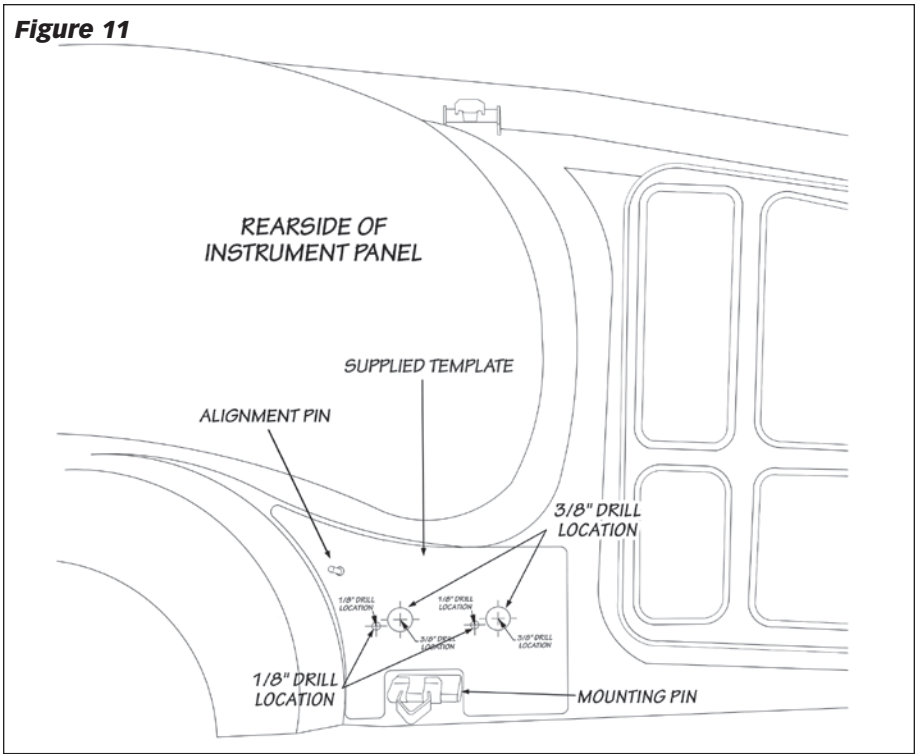 Figure 11
REARSIDE OF
INSTRUMENT PANEL
SUPPLIED TEMPLATE
ALIGNMENT PIN
3/8" DRILL
LOCATION
1/8" DRILL
LOCATION
1/8" DRILL
LOCATION
3/8" DRILL
LOCATION
3/8" DRILL
LOCATION
1/8" DRILL
LOCATION
MOUNTING PIN